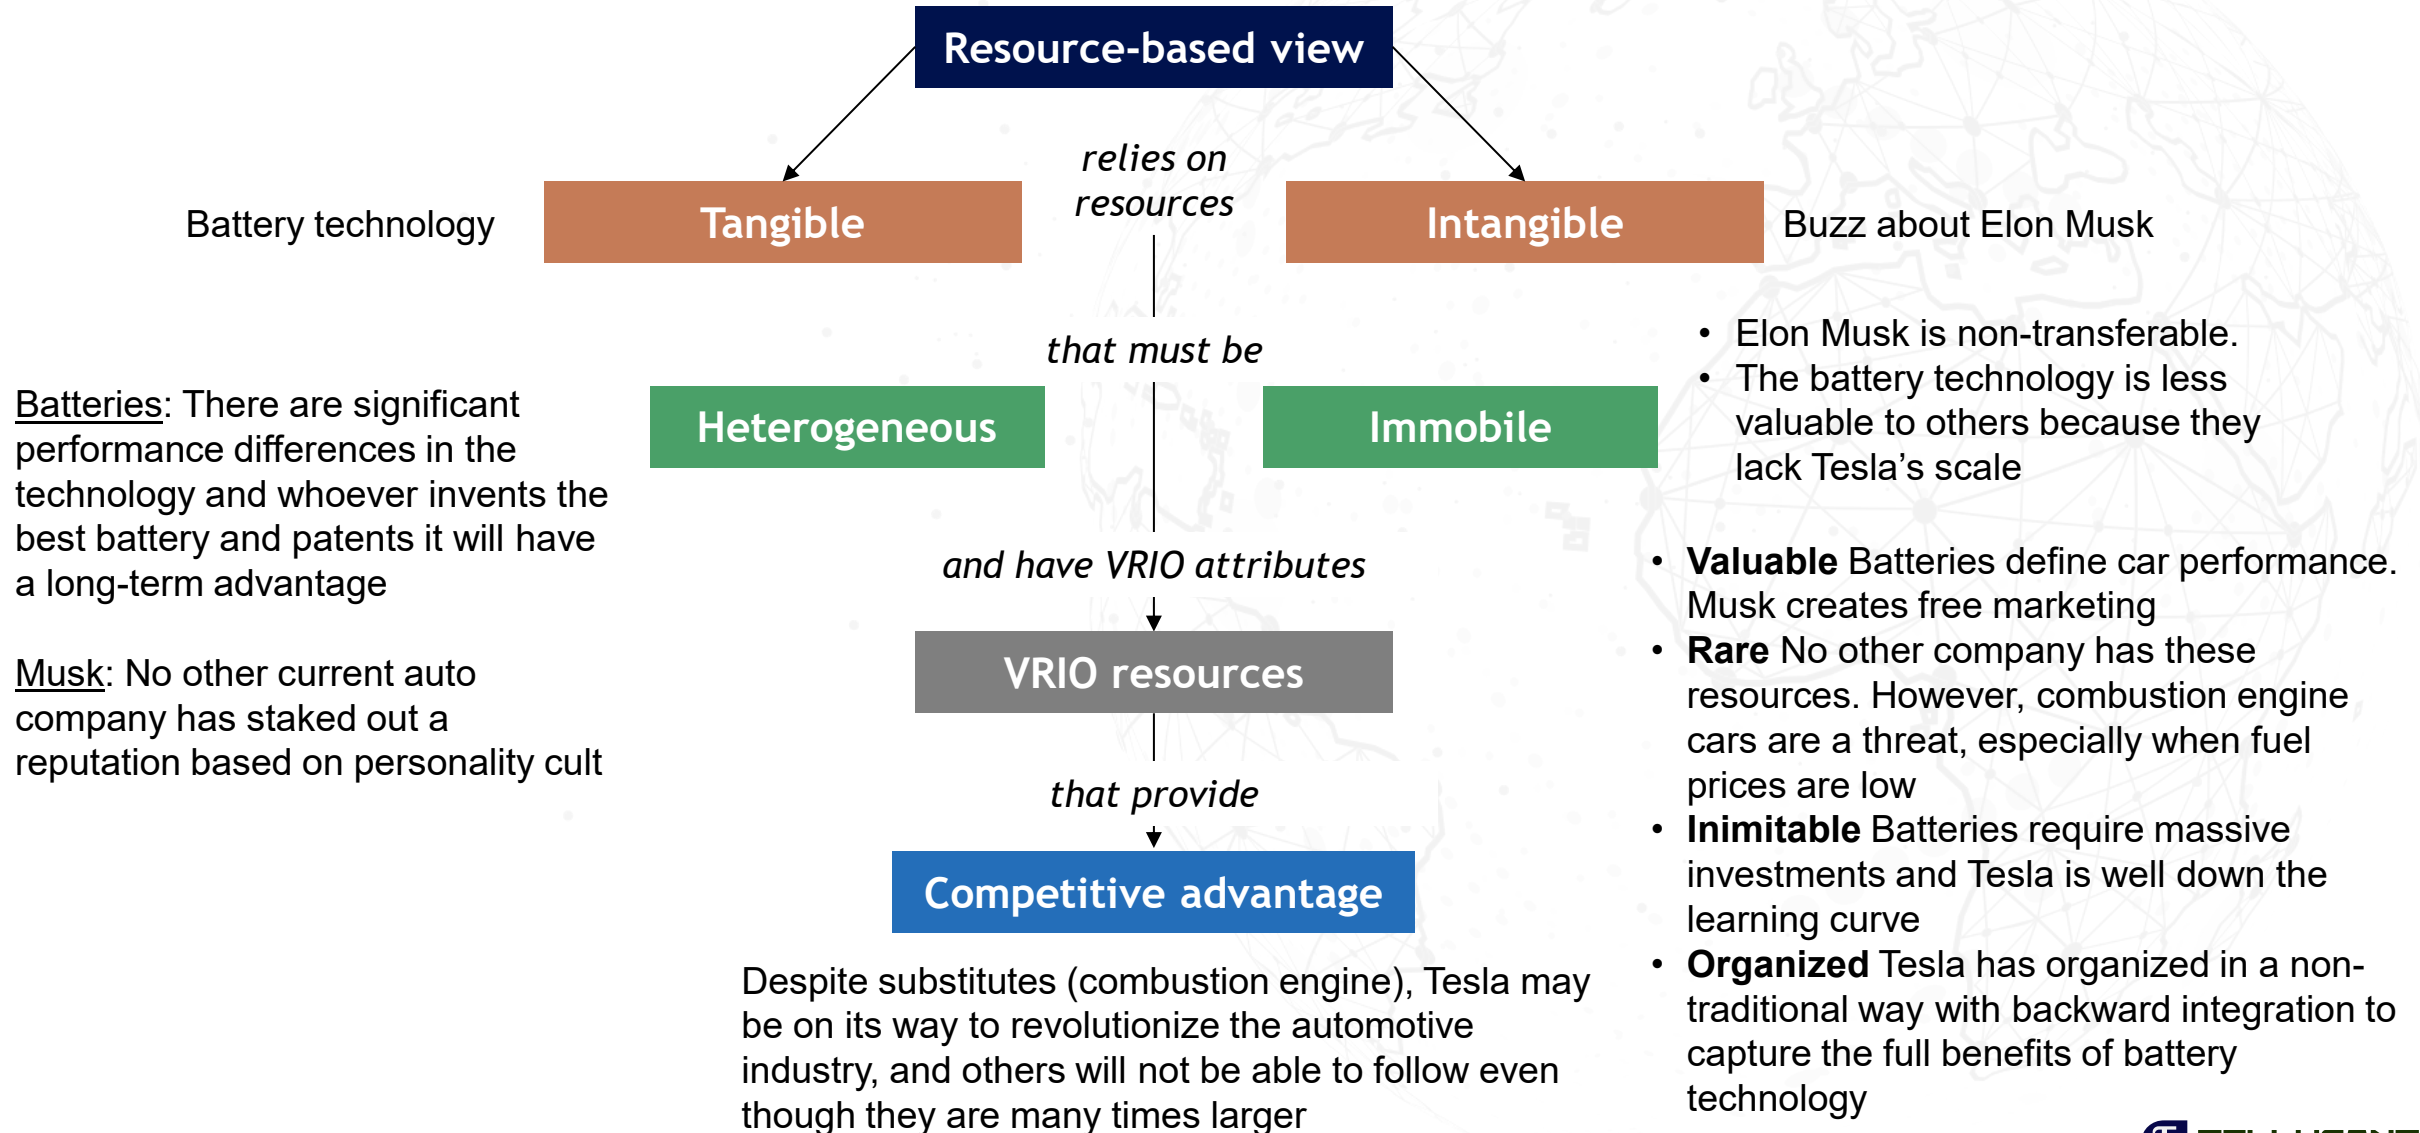 Resource-based view
relies on
resources
Battery technology
Tangible
Intangible
Buzz about Elon Musk
that must be
• Elon Musk is non-transferable.
• The battery technology is less
valuable to others because they
lack Tesla’s scale
Heterogeneous
Immobile
Batteries: There are significant
performance differences in the
technology and whoever invents the
best battery and patents it will have
a long-term advantage
Musk: No other current auto
company has staked out a
reputation based on personality cult
and have VRIO attributes
VRIO resources
that provide
Competitive advantage
Despite substitutes (combustion engine), Tesla may
be on its way to revolutionize the automotive
industry, and others will not be able to follow even
though they are many times larger
• Valuable Batteries define car performance.
Musk creates free marketing
• Rare No other company has these
resources. However, combustion engine
cars are a threat, especially when fuel
prices are low
• Inimitable Batteries require massive
investments and Tesla is well down the
learning curve
• Organized Tesla has organized in a non-
traditional way with backward integration to
capture the full benefits of battery
technology